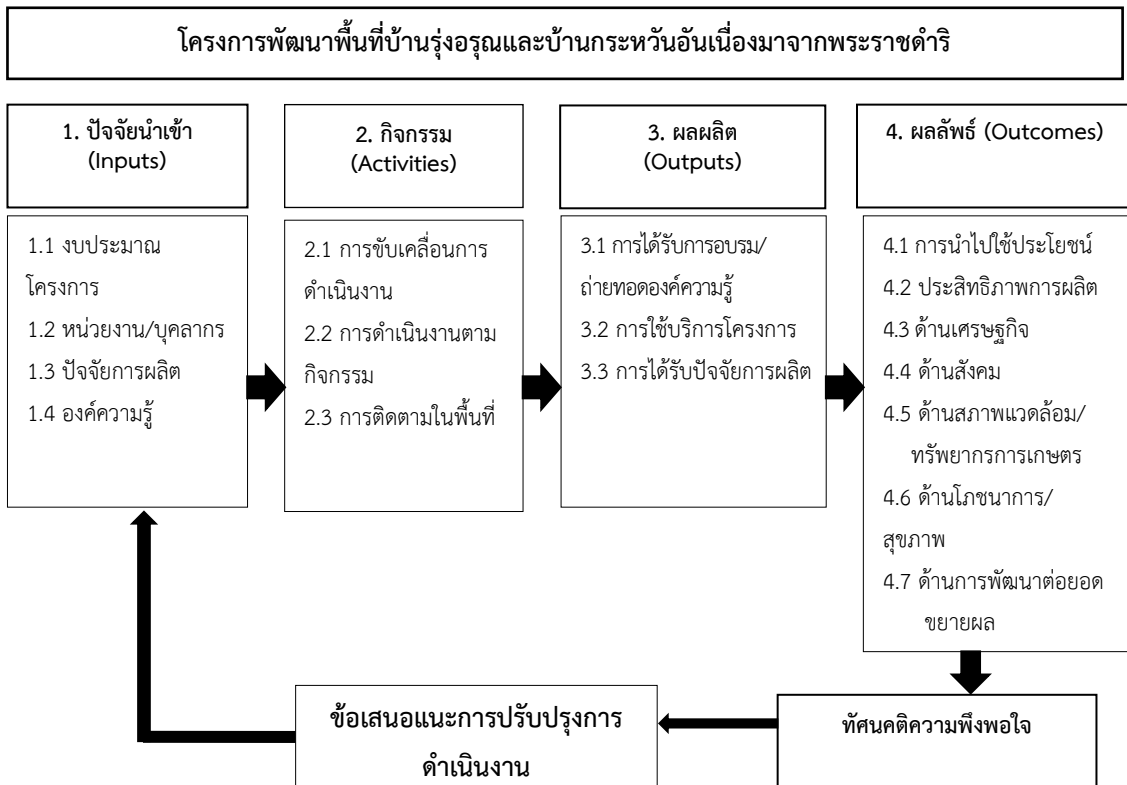 โครงการพัฒนาพื้นที่บ้านรุ่งอรุณและบ้านกระหวันอันเนื่องมาจากพระราชดำริ
1. ปัจจัยนำเข้า
(Inputs)
1.1 งบประมาณ
โครงการ
1.2 หน่วยงาน/บุคลากร
1.3 ปัจจัยการผลิต
1.4 องค์ความรู้
2. กิจกรรม
(Activities)
2.1 การขับเคลื่อนการ
ดำเนินงาน
2.2 การดำเนินงานตาม
กิจกรรม
2.3 การติดตามในพื้นที่
3. ผลผลิต
(Outputs)
3.1 การได้รับการอบรม/
ถ่ายทอดองค์ความรู้
3.2 การใช้บริการโครงการ
3.3 การได้รับปัจจัยการผลิต
4. ผลลัพธ์ (Outcomes)
4.1 การนำไปใช้ประโยชน์
4.2 ประสิทธิภาพการผลิต
4.3 ด้านเศรษฐกิจ
4.4 ด้านสังคม
4.5 ด้านสภาพแวดล้อม/
ทรัพยากรการเกษตร
4.6 ด้านโภชนาการ/
สุขภาพ
4.7 ด้านการพัฒนาต่อยอด
ขยายผล
ทัศนคติความพึงพอใจ
ข้อเสนอแนะการปรับปรุงการ
ดำเนินงาน